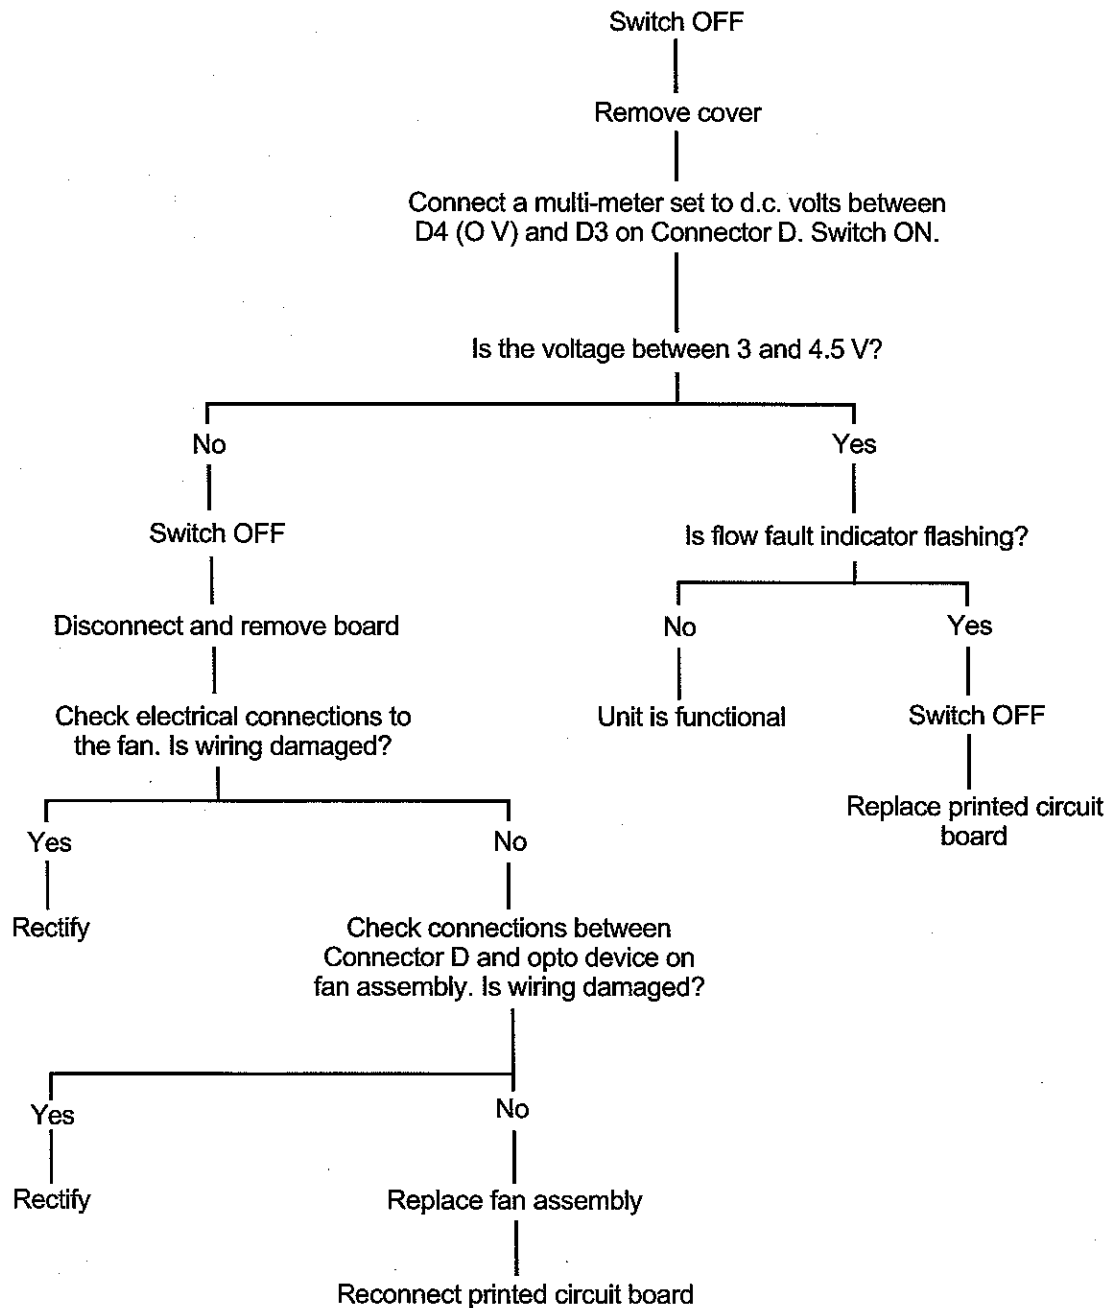 Switch OFF
Remove cover
Connect a multi-meter set to d.c. volts between
D4 (O V) and D3 on Connector D. Switch ON.
Is the voltage between 3 and 4.5 V?
No
Yes
Switch OFF
Is flow fault indicator flashing?
Disconnect and remove board
No
Yes
Check electrical connections to
the fan. Is wiring damaged?
Unit is functional
Switch OFF
Replace printed circuit
board
Yes
No
Rectify
Check connections between
Connector D and opto device on
fan assembly. Is wiring damaged?
Yes
No
Rectify
Replace fan assembly
Reconnect printed circuit board